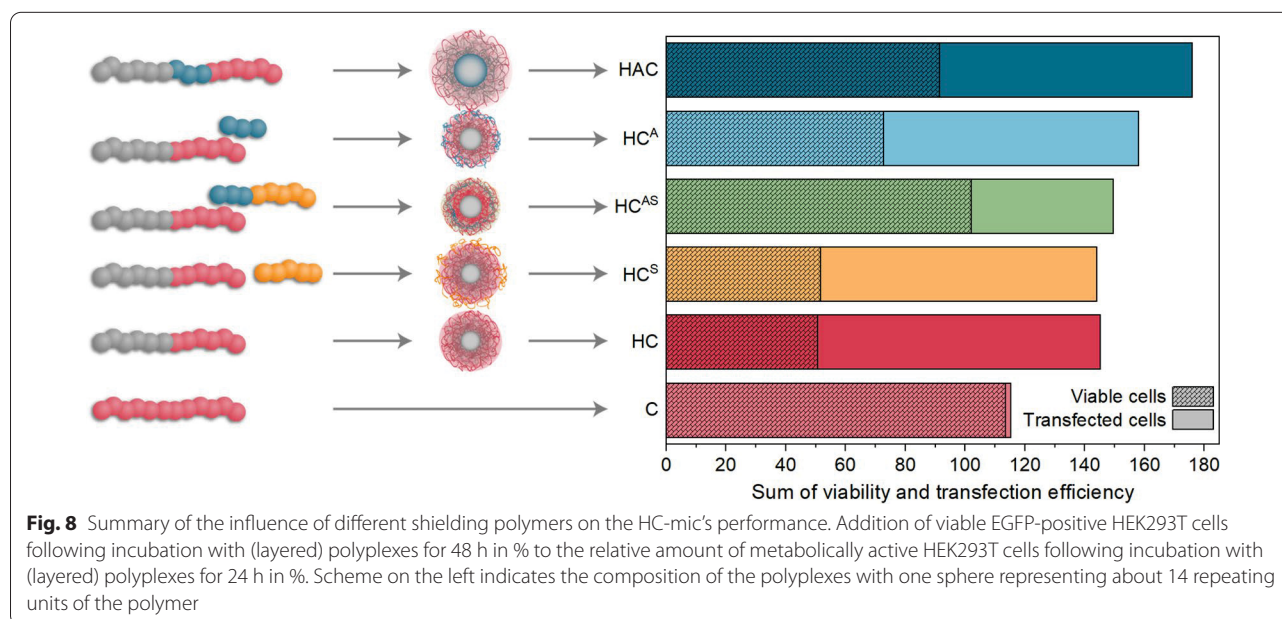 HAC
HCᴬ
HCᴬˢ
HCˢ
HC
C
Viable cells
Transfected cells
0 20 40 60 80 100 120 140 160 180
Sum of viability and transfection efficiency
Fig. 8 Summary of the influence of different shielding polymers on the HC-mic's performance. Addition of viable EGFP-positive HEK293T cells
following incubation with (layered) polyplexes for 48 h in % to the relative amount of metabolically active HEK293T cells following incubation with
(layered) polyplexes for 24 h in %. Scheme on the left indicates the composition of the polyplexes with one sphere representing about 14 repeating
units of the polymer